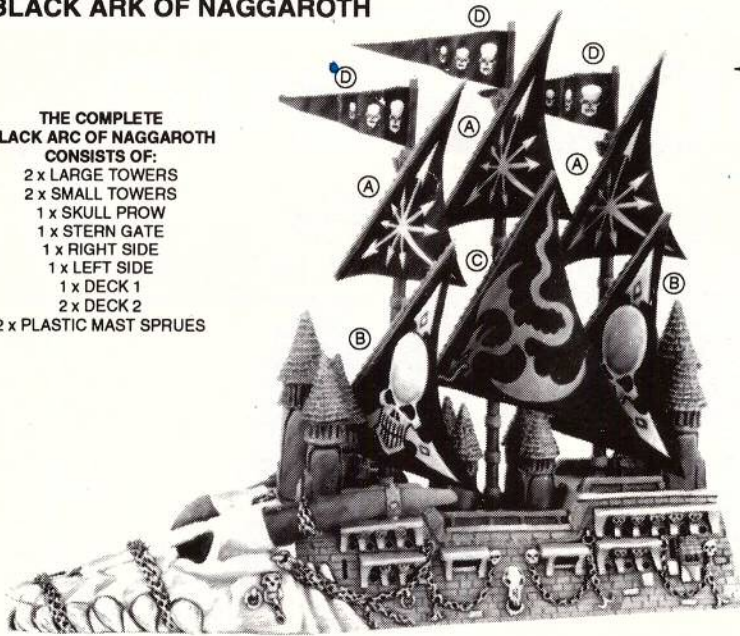 BLACK ARK OF NAGGAROTH
THE COMPLETE
LACK ARC OF NAGGAROTH
CONSISTS OF:
2 x LARGE TOWERS
2 x SMALL TOWERS
1 x SKULL PROW
1 x STERN GATE
1 x RIGHT SIDE
1 x LEFT SIDE
1 x DECK 1
2 x DECK 2
2 x PLASTIC MAST SPRUES
D
D
D
A
A
A
C
B
B